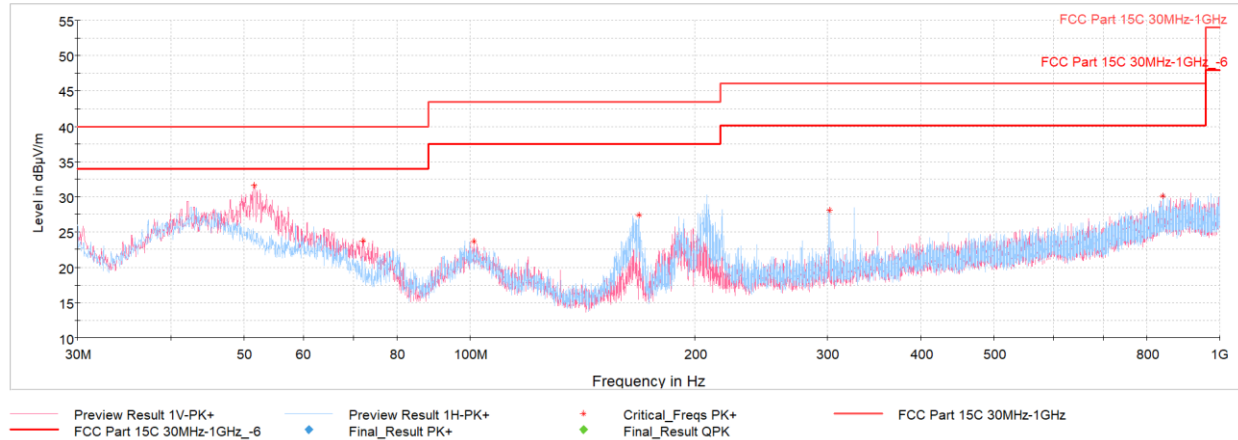 FCC Part 15C 30MHz-1GHz
FCC Part 15C 30MHz-1GHz_-6
Level in dBµV/m
55
50
45
40
35
30
25
20
15
10
30M 50 60 80 100M 200 300 400 500 800 1G
Frequency in Hz
Preview Result 1V-PK+ Preview Result 1H-PK+ Critical_Freqs PK+ FCC Part 15C 30MHz-1GHz
FCC Part 15C 30MHz-1GHz_-6 Final_Result PK+ Final_Result QPK